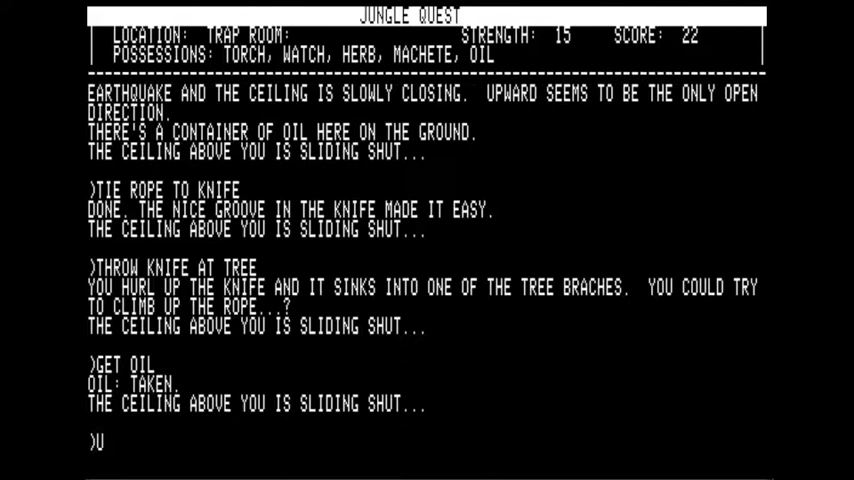 JUNGLE QUEST
LOCATION: TRAP ROOM: STRENGTH: 15 SCORE: 22
POSSESSIONS: TORCH, WATCH, HERB, MACHETE, OIL
EARTHQUAKE AND THE CEILING IS SLOWLY CLOSING. UPWARD SEEMS TO BE THE ONLY OPEN
DIRECTION.
THERE'S A CONTAINER OF OIL HERE ON THE GROUND.
THE CEILING ABOVE YOU IS SLIDING SHUT...
)TIE ROPE TO KNIFE
DONE. THE NICE GROOVE IN THE KNIFE MADE IT EASY.
THE CEILING ABOVE YOU IS SLIDING SHUT...
)THROW KNIFE AT TREE
YOU HURL UP THE KNIFE AND IT SINKS INTO ONE OF THE TREE BRACHES. YOU COULD TRY
TO CLIMB UP THE ROPE...?
THE CEILING ABOVE YOU IS SLIDING SHUT...
)GET OIL
OIL: TAKEN.
THE CEILING ABOVE YOU IS SLIDING SHUT...
)U